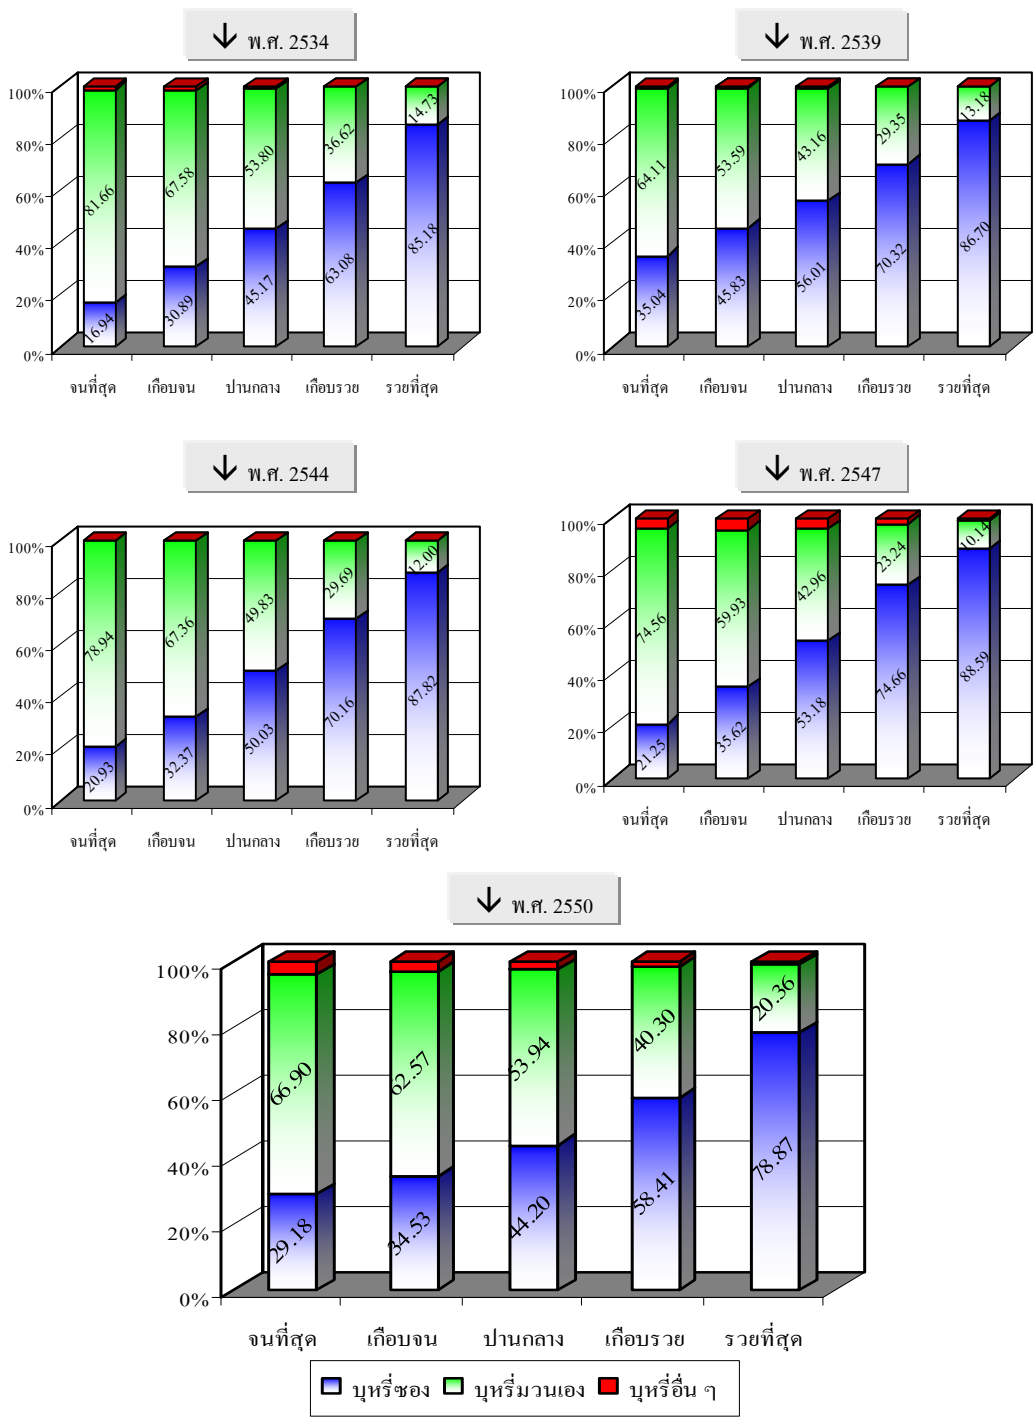 ↓ พ.ศ. 2534
100%
80%
60%
40%
20%
0%
81.66 67.58 53.80 36.62 14.73
16.94 30.89 45.17 63.08 85.18
จนที่สุด เกือบจน ปานกลาง เกือบรวย รวยที่สุด
↓ พ.ศ. 2539
100%
80%
60%
40%
20%
0%
64.11 53.59 43.16 29.35 13.18
35.04 45.83 56.01 70.32 86.70
จนที่สุด เกือบจน ปานกลาง เกือบรวย รวยที่สุด
↓ พ.ศ. 2544
100%
80%
60%
40%
20%
0%
78.94 67.36 49.83 29.69 12.00
20.93 32.37 50.03 70.16 87.82
จนที่สุด เกือบจน ปานกลาง เกือบรวย รวยที่สุด
↓ พ.ศ. 2547
100%
80%
60%
40%
20%
0%
74.56 59.93 42.96 23.24 10.14
21.25 35.62 53.18 74.66 88.59
จนที่สุด เกือบจน ปานกลาง เกือบรวย รวยที่สุด
↓ พ.ศ. 2550
100%
80%
60%
40%
20%
0%
66.90 62.57 53.94 40.30 20.36
29.18 34.53 44.20 58.41 78.87
จนที่สุด เกือบจน ปานกลาง เกือบรวย รวยที่สุด
บุหรี่ซอง บุหรี่มวนเอง บุหรี่อื่น ๆ